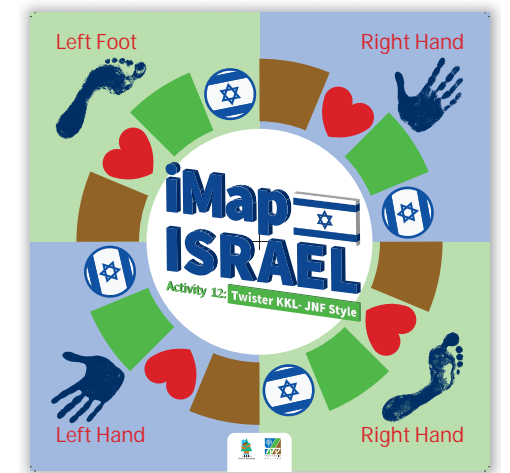 Left Foot
Right Hand
iMap
ISRAEL
Activity 12: Twister KKL- JNF Style
Left Hand
Right Hand